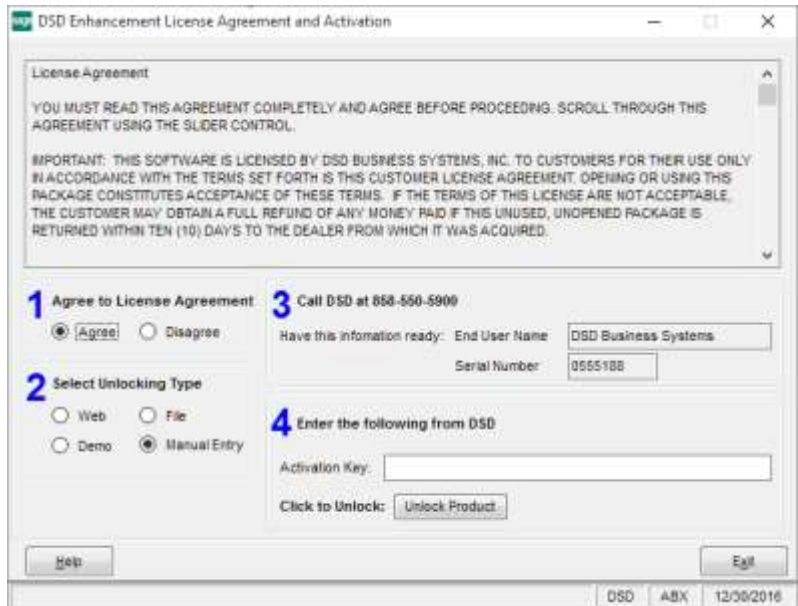 sage DSD Enhancement License Agreement and Activation
License Agreement
YOU MUST READ THIS AGREEMENT COMPLETELY AND AGREE BEFORE PROCEEDING. SCROLL THROUGH THIS
AGREEMENT USING THE SLIDER CONTROL.
IMPORTANT: THIS SOFTWARE IS LICENSED BY DSD BUSINESS SYSTEMS, INC. TO CUSTOMERS FOR THEIR USE ONLY
IN ACCORDANCE WITH THE TERMS SET FORTH IS THIS CUSTOMER LICENSE AGREEMENT. OPENING OR USING THIS
PACKAGE CONSTITUTES ACCEPTANCE OF THESE TERMS. IF THE TERMS OF THIS LICENSE ARE NOT ACCEPTABLE,
THE CUSTOMER MAY OBTAIN A FULL REFUND OF ANY MONEY PAID IF THIS UNUSED, UNOPENED PACKAGE IS
RETURNED WITHIN TEN (10) DAYS TO THE DEALER FROM WHICH IT WAS ACQUIRED.
1 Agree to License Agreement
Agree Disagree
2 Select Unlocking Type
Web File
Demo Manual Entry
3 Call DSD at 858-550-5900
Have this infomation ready: End User Name DSD Business Systems
Serial Number 0555188
4 Enter the following from DSD
Activation Key:
Click to Unlock: Unlock Product
Help Exit
DSD ABX 12/30/2016